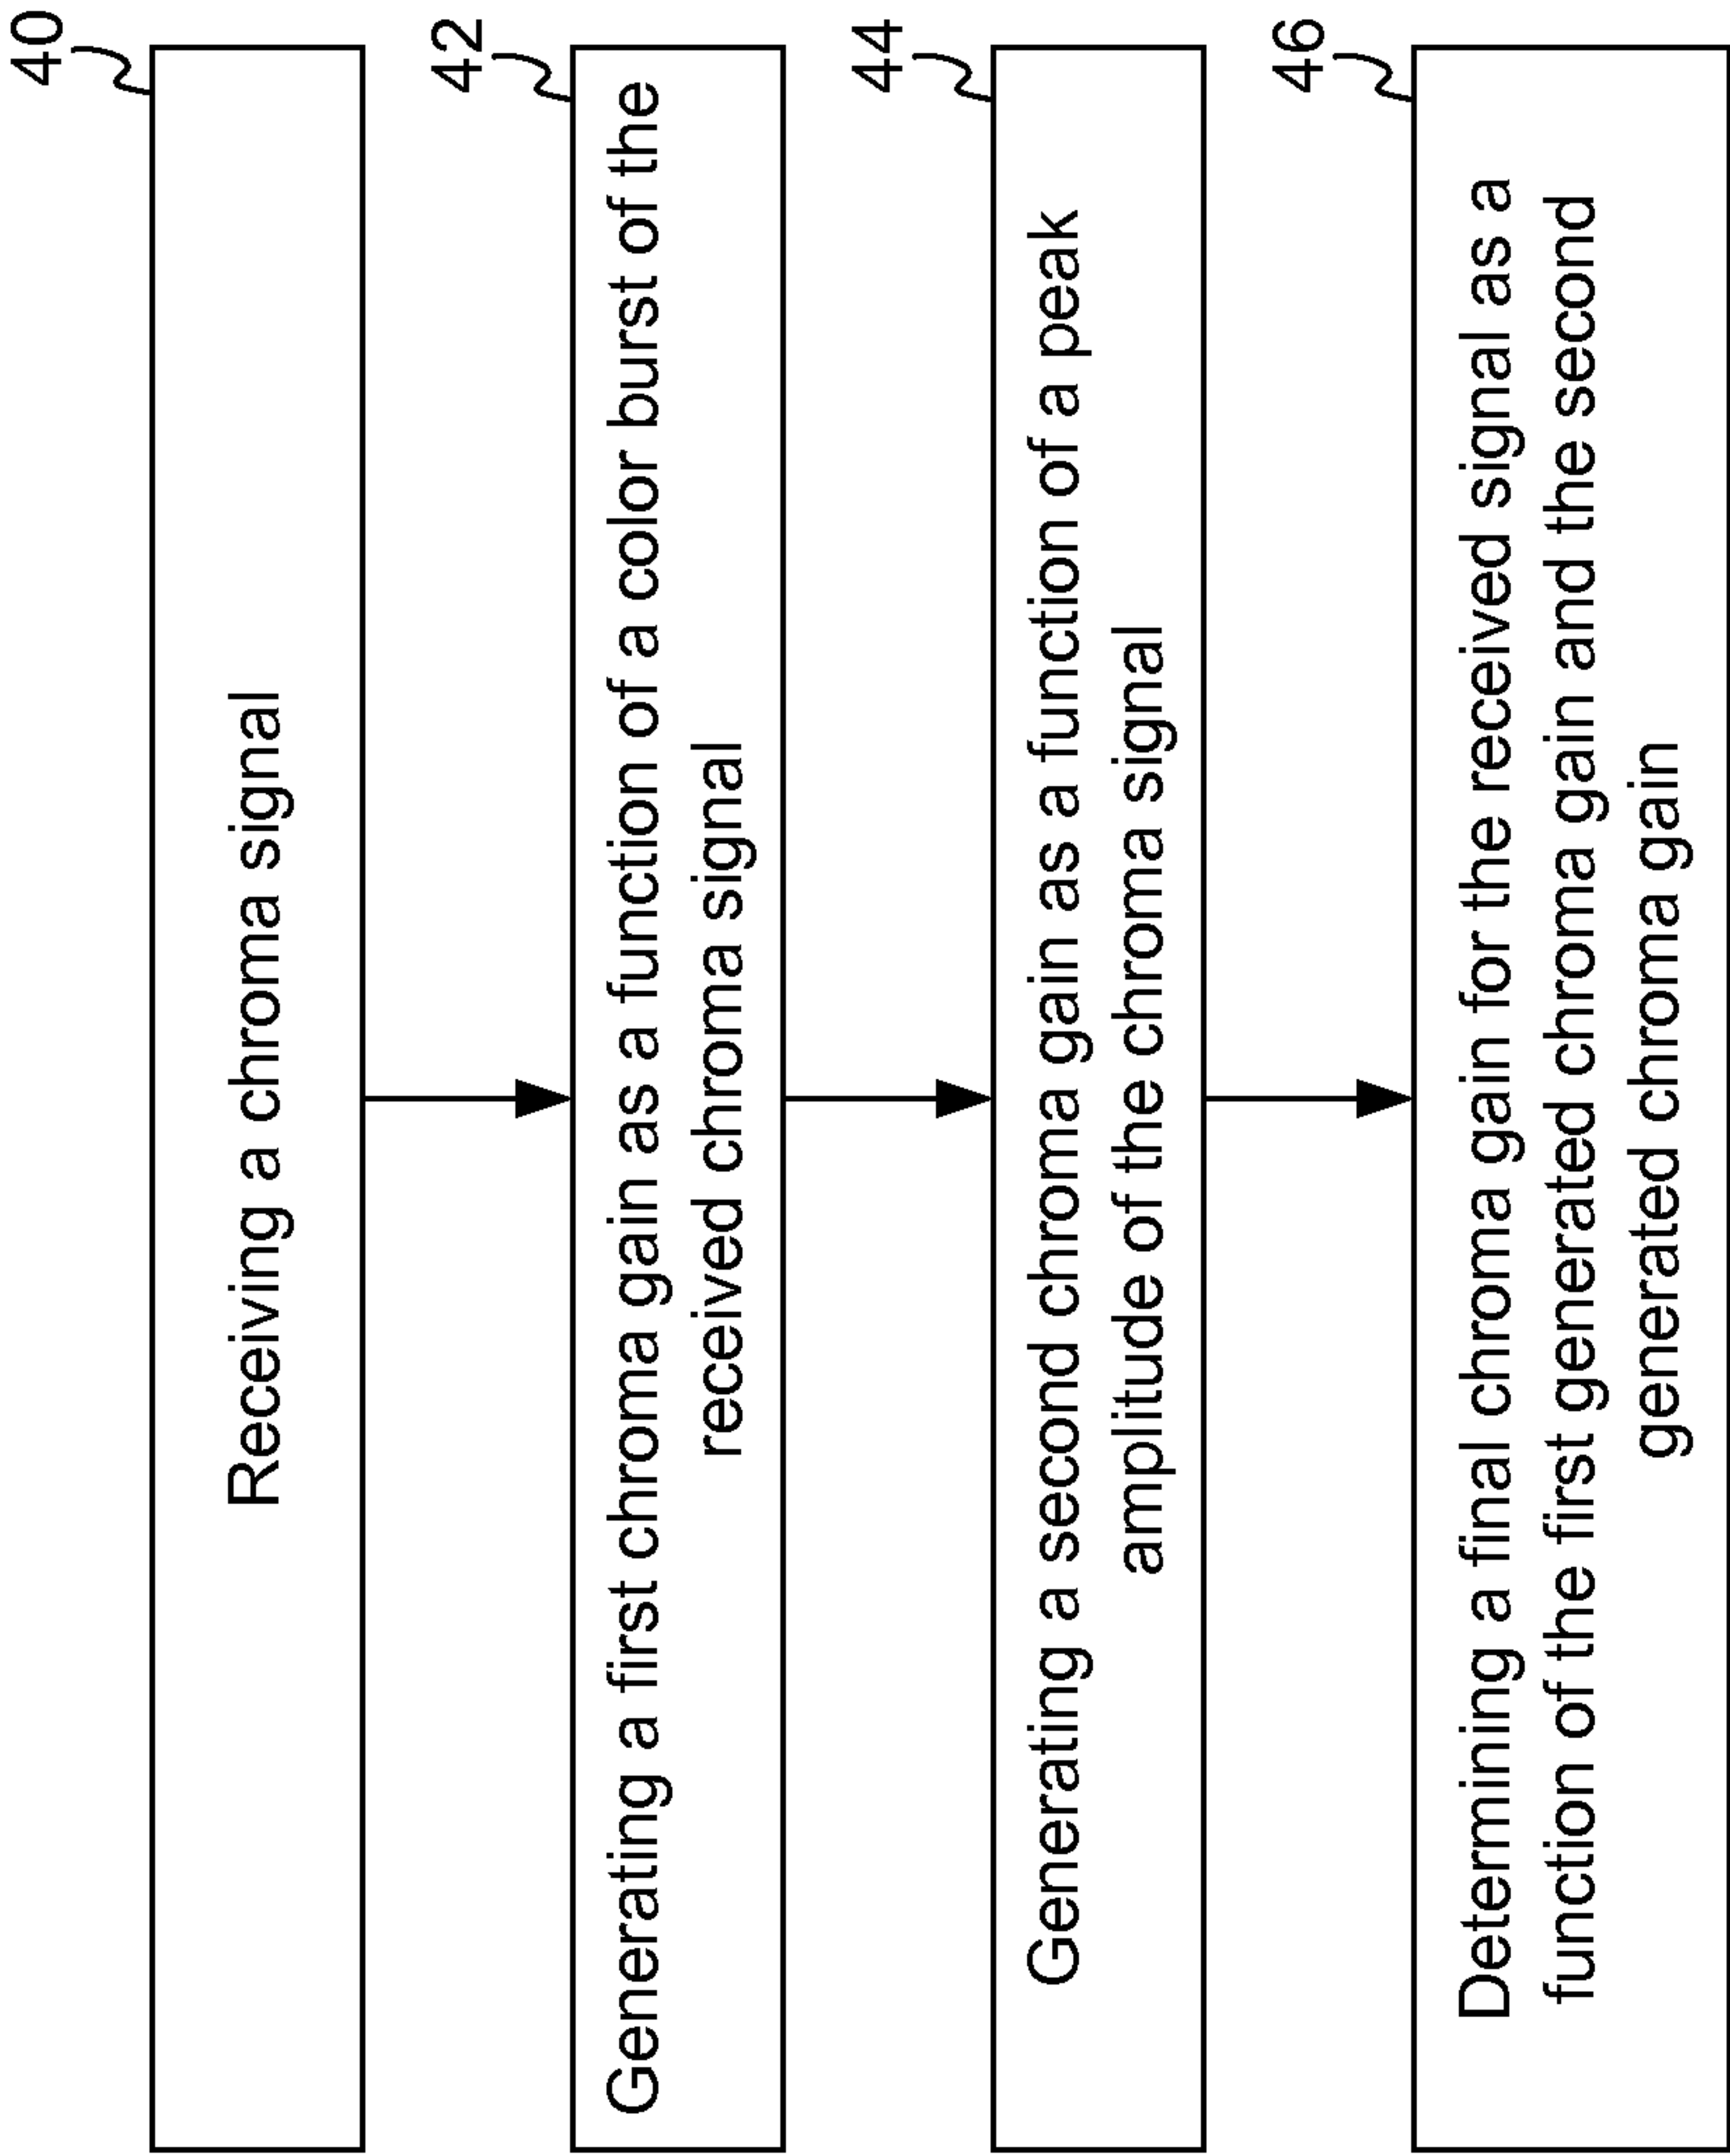 40
Receiving a chroma signal
42
Generating a first chroma gain as a function of a color burst of the
received chroma signal
44
Generating a second chroma gain as a function of a peak
amplitude of the chroma signal
46
Determining a final chroma gain for the received signal as a
function of the first generated chroma gain and the second
generated chroma gain